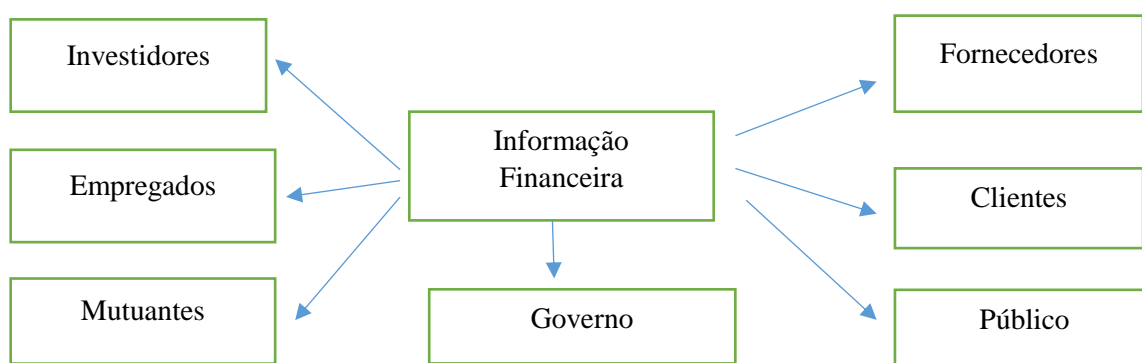 Investidores
Fornecedores
Informação
Financeira
Empregados
Clientes
Mutuantes
Governo
Público